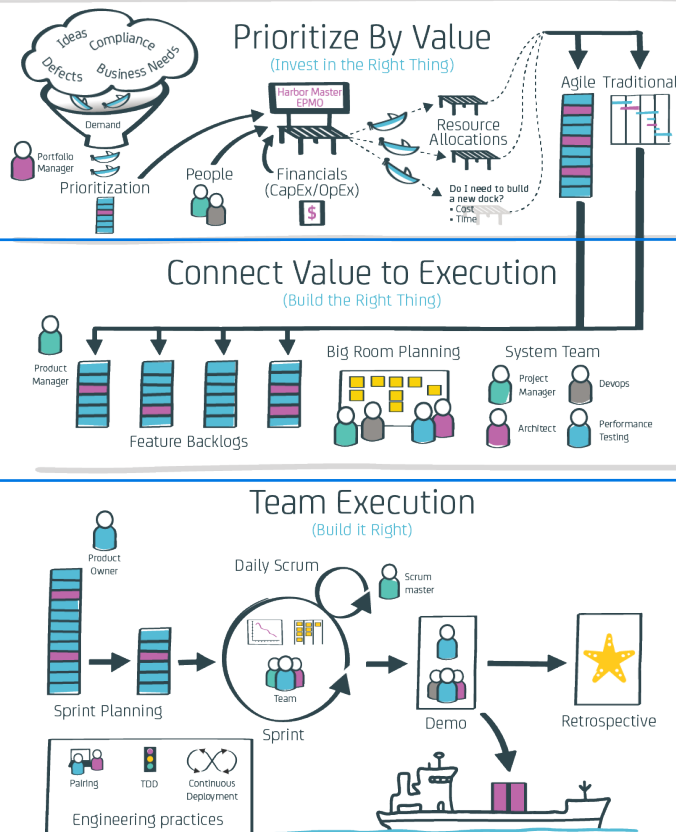 Prioritize By Value
(Invest in the Right Thing)
Ideas
Compliance
Defects
Business Needs
Demand
Portfolio
Manager
Prioritization
People
Harbor Master
EPMO
Financials
(CapEx/OpEx)
$
Resource
Allocations
Do I need to build
a new dock?
• Cost
• Time
Agile
Traditional
Connect Value to Execution
(Build the Right Thing)
Product
Manager
Feature Backlogs
Big Room Planning
System Team
Project
Manager
Devops
Architect
Performance
Testing
Team Execution
(Build it Right)
Product
Owner
Sprint Planning
Daily Scrum
Scrum
master
Team
Sprint
Demo
Retrospective
Pairing
TDD
Continuous
Deployment
Engineering practices